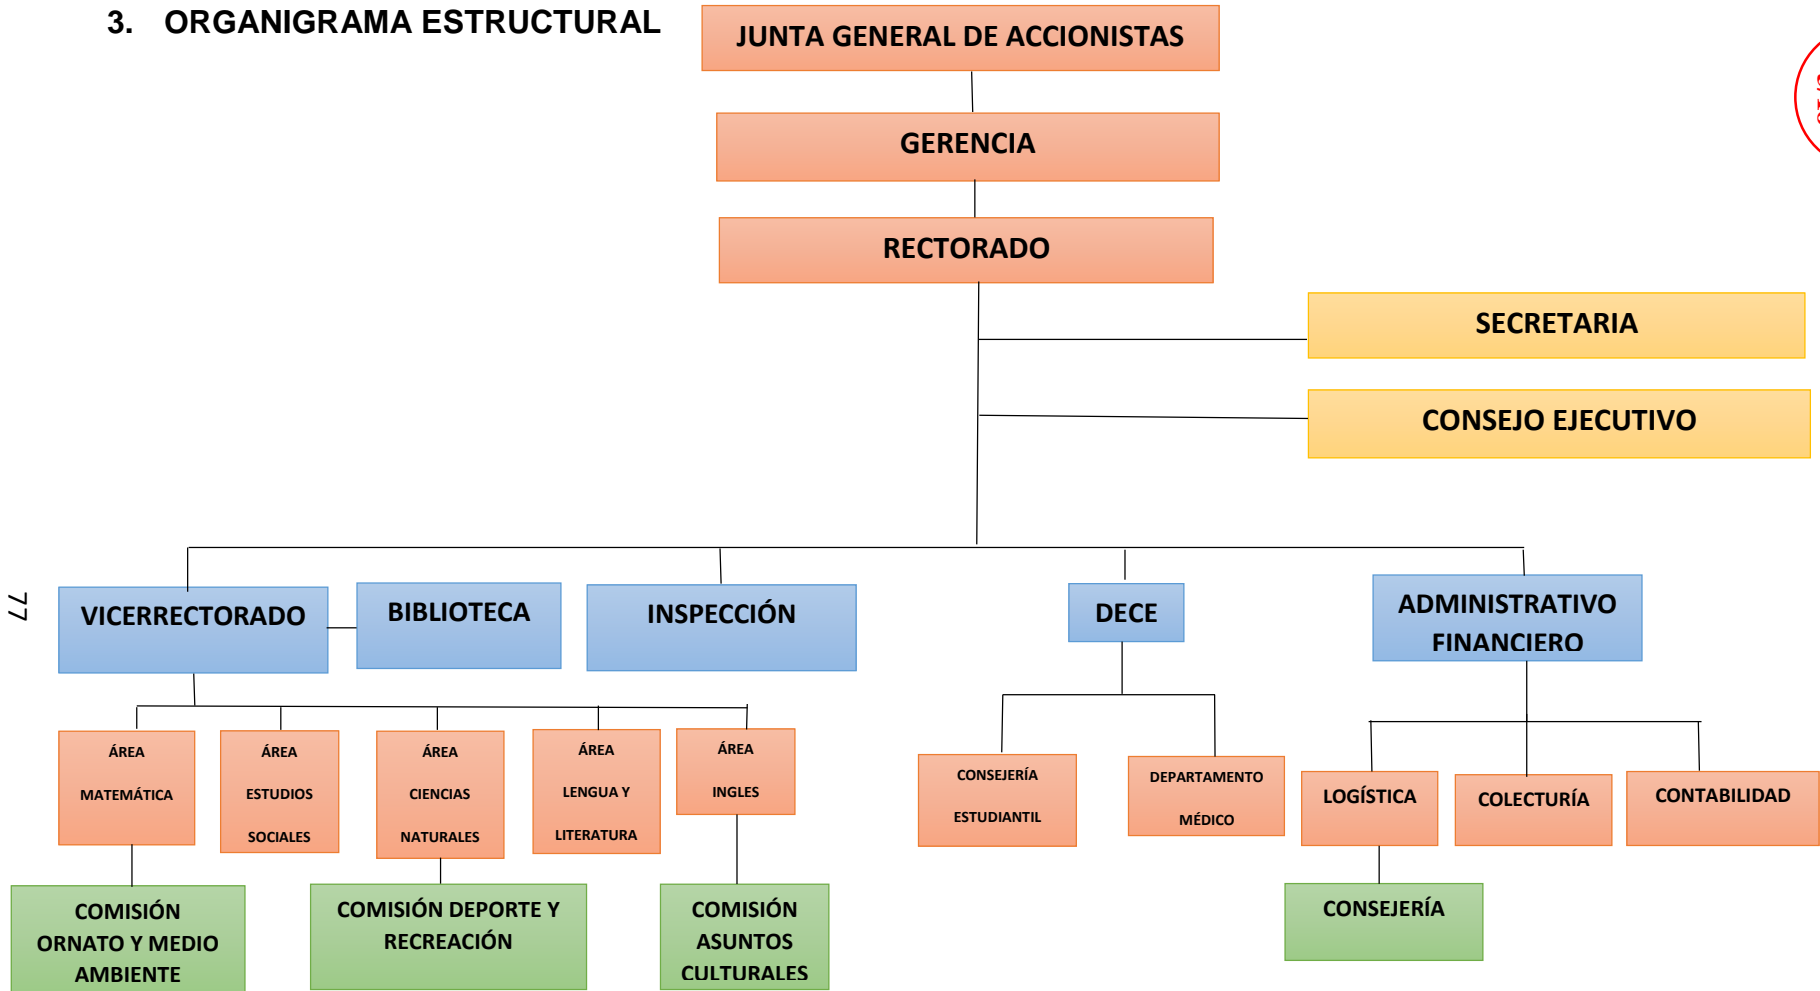 3. ORGANIGRAMA ESTRUCTURAL
JUNTA GENERAL DE ACCIONISTAS
GERENCIA
RECTORADO
SECRETARIA
CONSEJO EJECUTIVO
77
VICERRECTORADO
BIBLIOTECA
INSPECCIÓN
DECE
ADMINISTRATIVO
FINANCIERO
ÁREA
MATEMÁTICA
ÁREA
ESTUDIOS
SOCIALES
ÁREA
CIENCIAS
NATURALES
ÁREA
LENGUA Y
LITERATURA
ÁREA
INGLES
CONSEJERÍA
ESTUDIANTIL
DEPARTAMENTO
MÉDICO
LOGÍSTICA
COLECTURÍA
CONTABILIDAD
COMISIÓN
ORNATO Y MEDIO
AMBIENTE
COMISIÓN DEPORTE Y
RECREACIÓN
COMISIÓN
ASUNTOS
CULTURALES
CONSEJERÍA